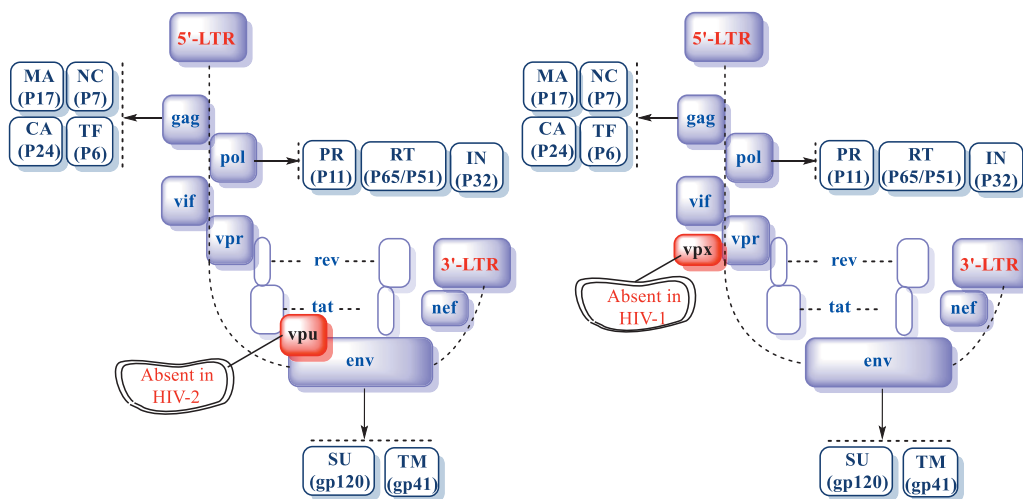 5'-LTR
MA
(P17)
NC
(P7)
CA
(P24)
TF
(P6)
gag
pol
PR
(P11)
RT
(P65/P51)
IN
(P32)
vif
vpr
rev
3'-LTR
tat
nef
vpu
env
Absent in
HIV-2
SU
(gp120)
TM
(gp41)
5'-LTR
MA
(P17)
NC
(P7)
CA
(P24)
TF
(P6)
gag
pol
PR
(P11)
RT
(P65/P51)
IN
(P32)
vif
vpx
vpr
rev
3'-LTR
Absent in
HIV-1
tat
nef
env
SU
(gp120)
TM
(gp41)